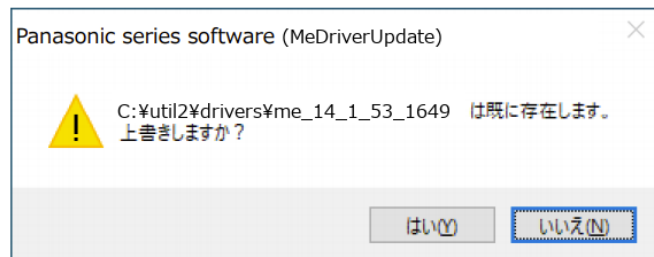 Panasonic series software (MeDriverUpdate)
C:¥util2¥drivers¥me_14_1_53_1649 は既に存在します。
上書きしますか？
はい(Y) いいえ(N)